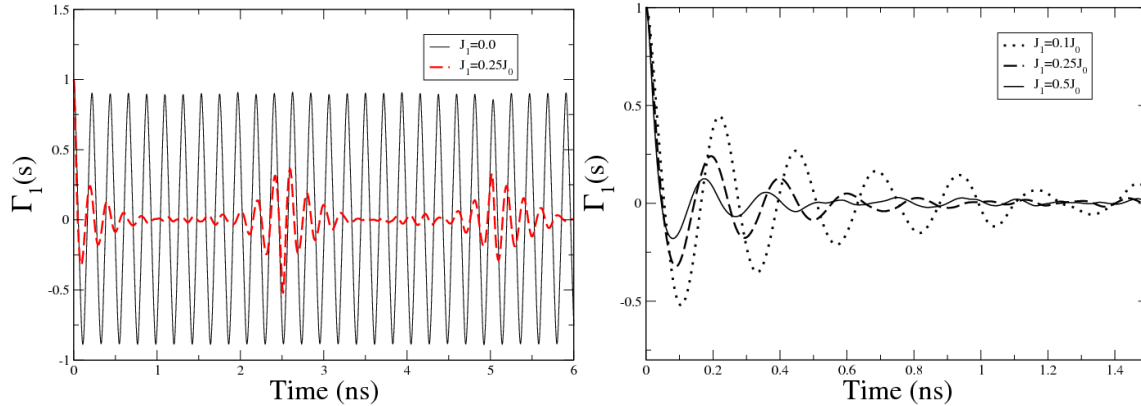 1.5
1
0.5
0
-0.5
-1
Γ₁(s)
J₁=0.0
J₁=0.25J₀
0 1 2 3 4 5 6
Time (ns)
1
0.5
0
-0.5
Γ₁(s)
J₁=0.1J₀
J₁=0.25J₀
J₁=0.5J₀
0 0.2 0.4 0.6 0.8 1 1.2 1.4
Time (ns)